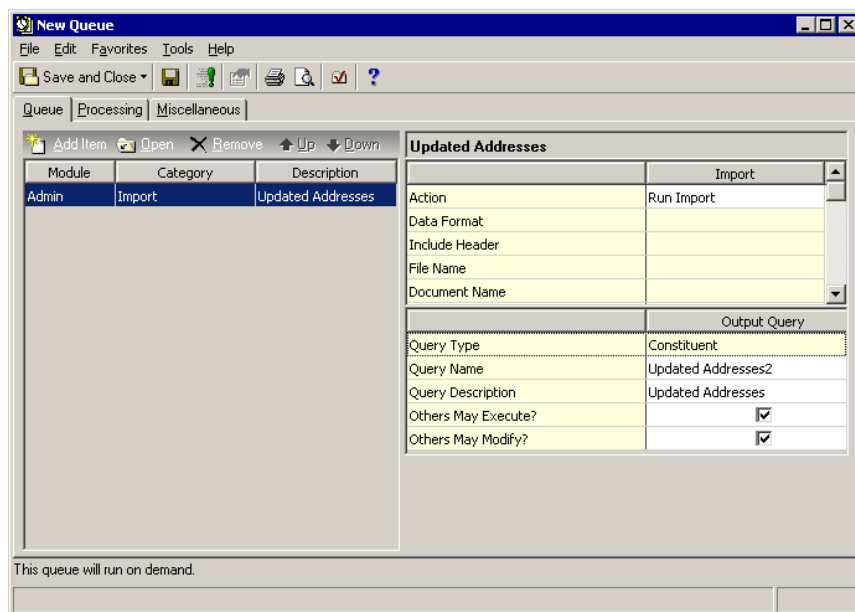 New Queue
File Edit Favorites Tools Help
Save and Close ?
Queue Processing Miscellaneous
Add Item Open Remove Up Down
Updated Addresses
Module Category Description
Admin Import Updated Addresses
Import
Action Run Import
Data Format
Include Header
File Name
Document Name
Output Query
Query Type Constituent
Query Name Updated Addresses2
Query Description Updated Addresses
Others May Execute?
Others May Modify?
This queue will run on demand.